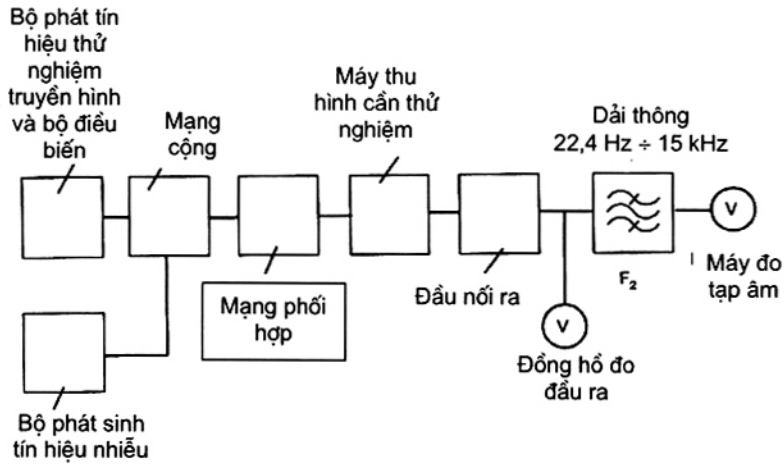 Bộ phát tín
hiệu thử
nghiệm
truyền hình
và bộ điều
biến
Mạng
cộng
Máy thu
hình cần thử
nghiệm
Dải thông
22,4 Hz ÷ 15 kHz
V
F₂
Máy đo
tạp âm
Mạng phối
hợp
Đầu nối ra
V
Đồng hồ đo
đầu ra
Bộ phát sinh
tín hiệu nhiễu